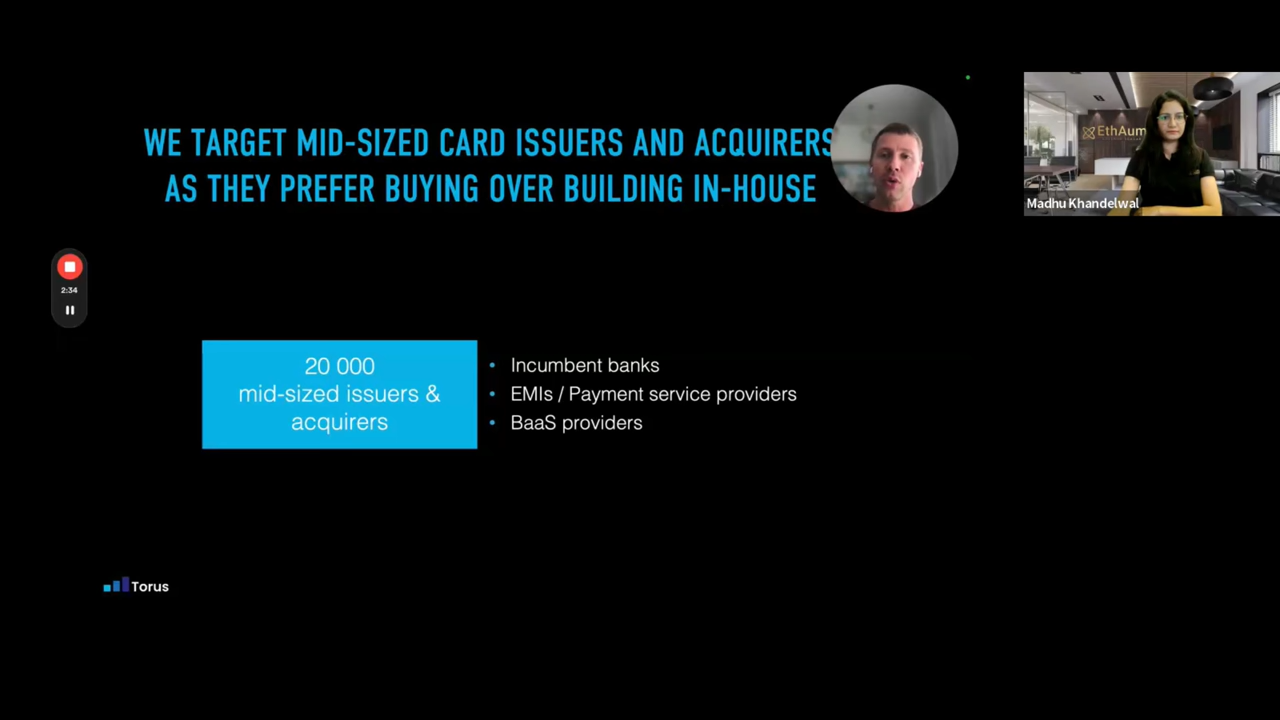 WE TARGET MID-SIZED CARD ISSUERS AND ACQUIRERS
AS THEY PREFER BUYING OVER BUILDING IN-HOUSE
EthAum
Madhu Khandelwal
2:34
20 000
mid-sized issuers &
acquirers
• Incumbent banks
• EMIs / Payment service providers
• BaaS providers
Torus